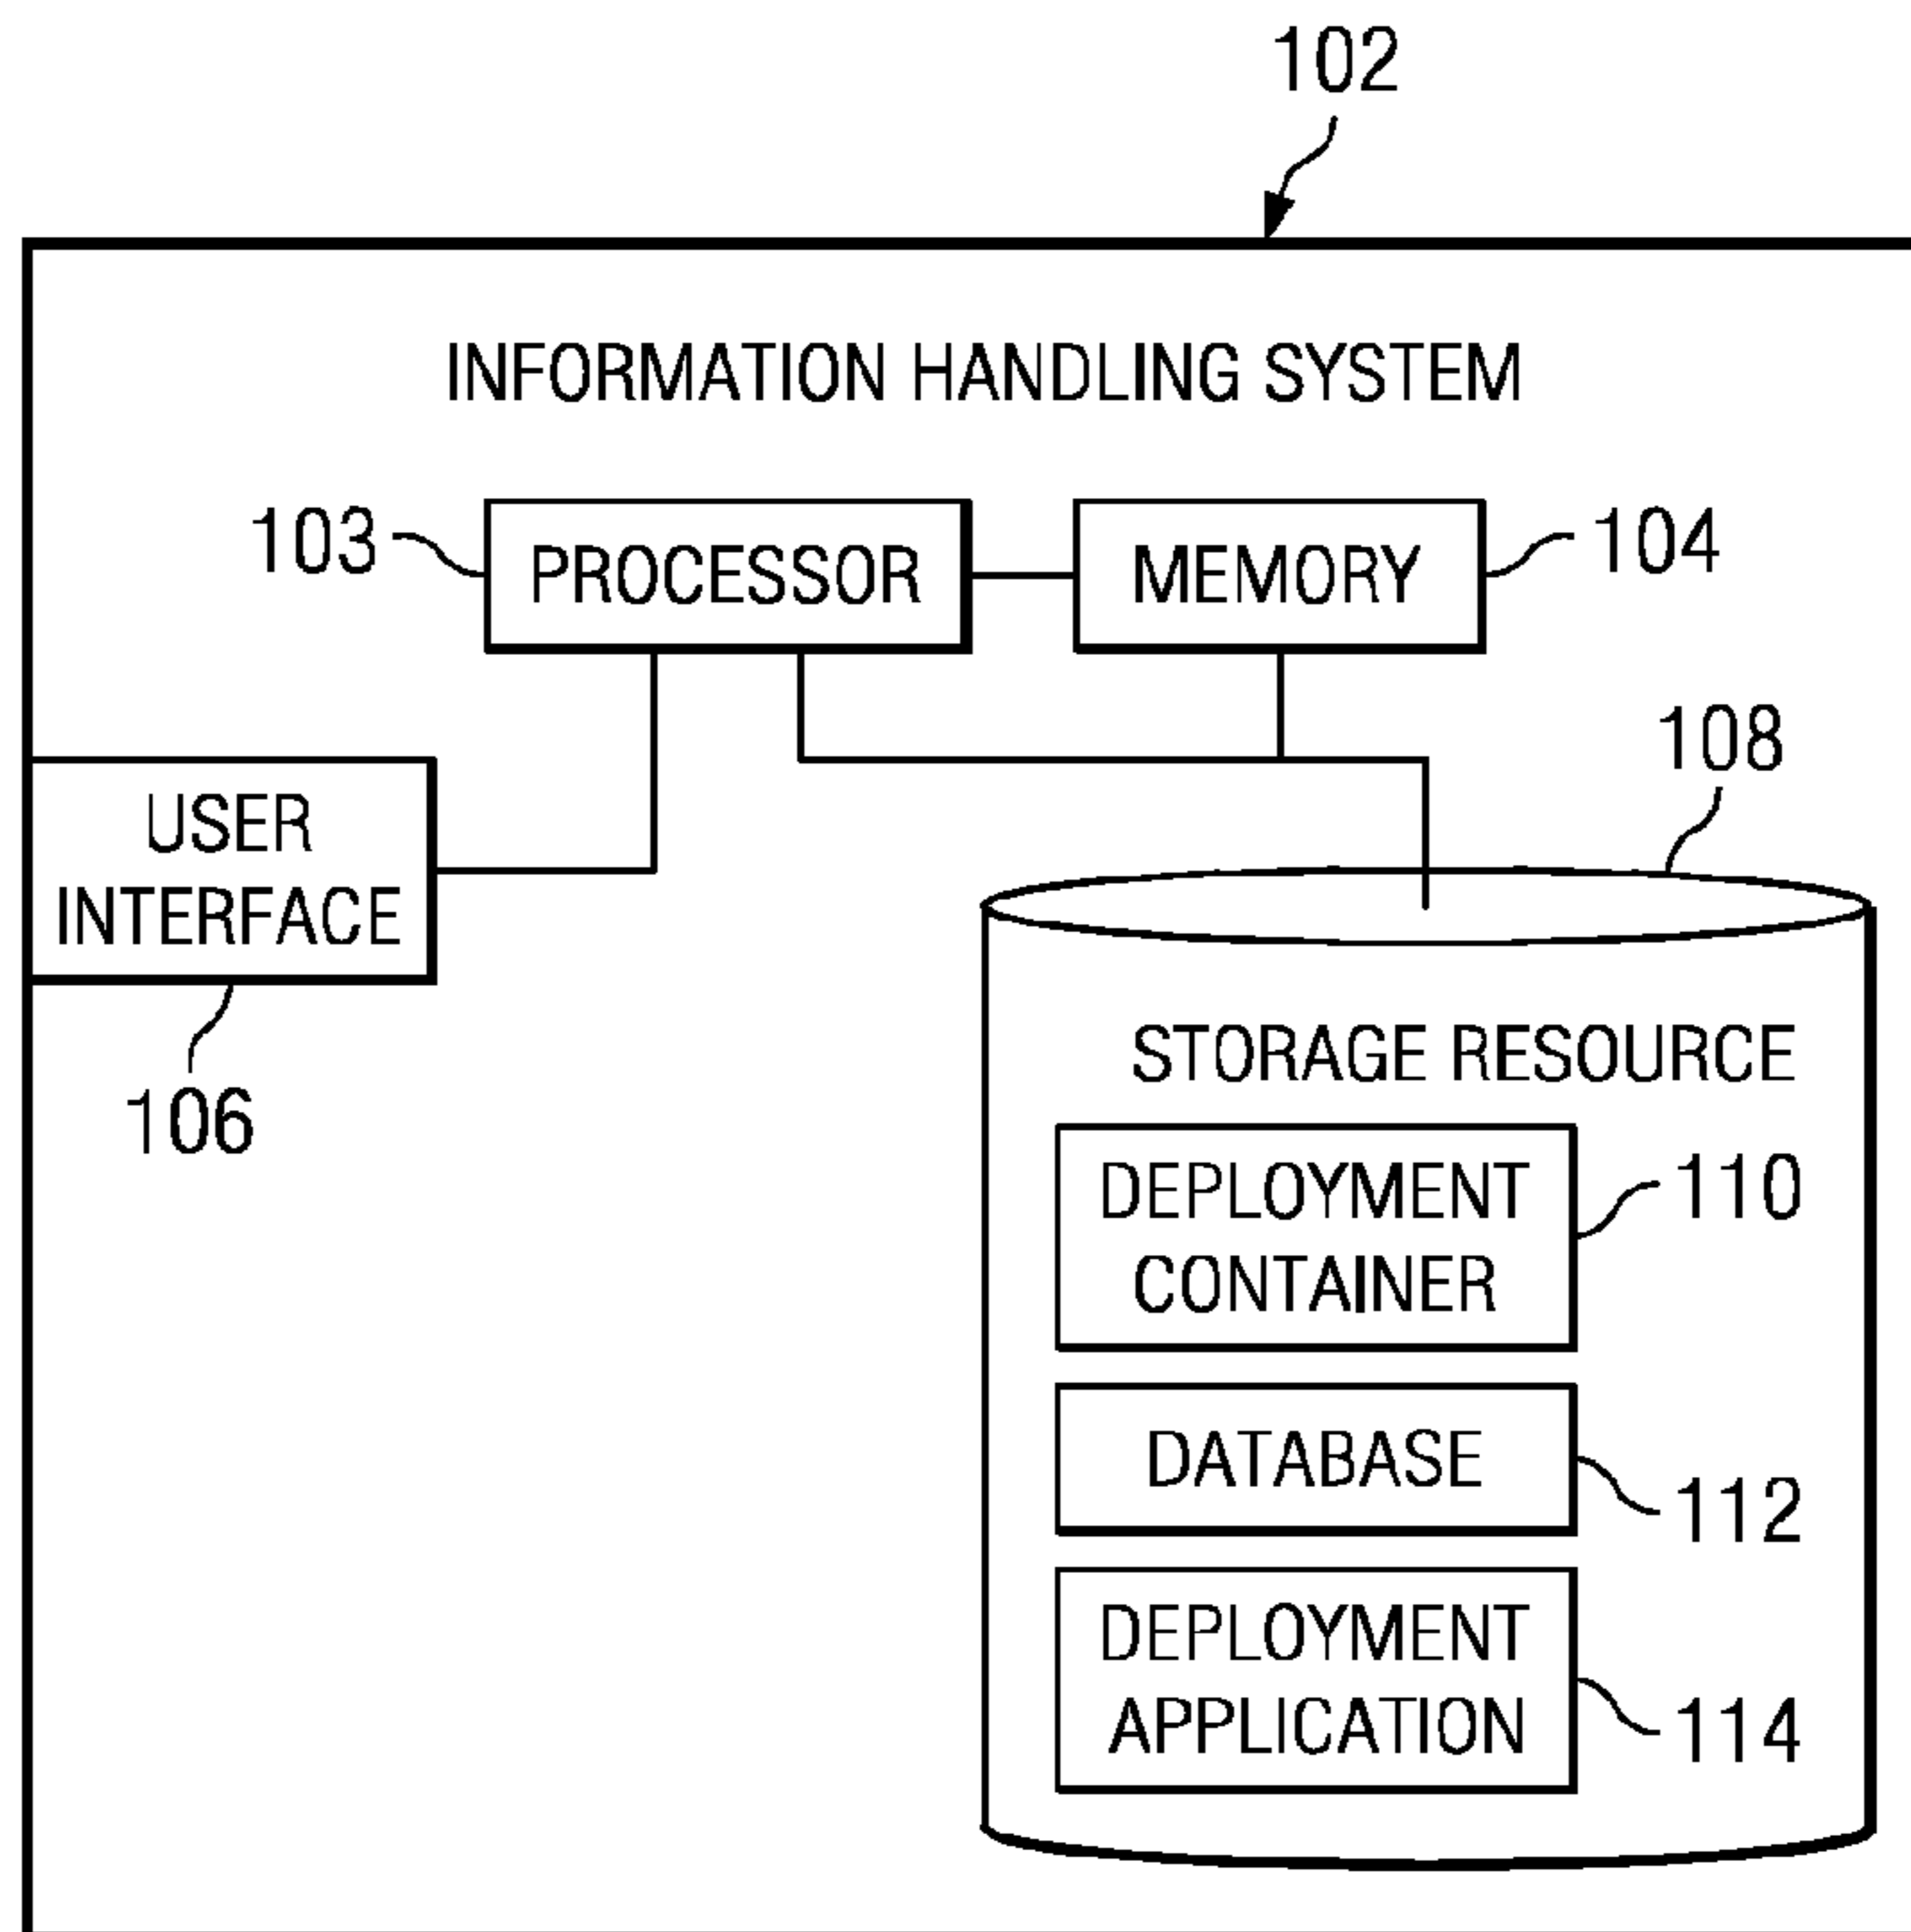 102
INFORMATION HANDLING SYSTEM
103
PROCESSOR
MEMORY
104
108
USER
INTERFACE
106
STORAGE RESOURCE
DEPLOYMENT
CONTAINER
110
DATABASE
112
DEPLOYMENT
APPLICATION
114